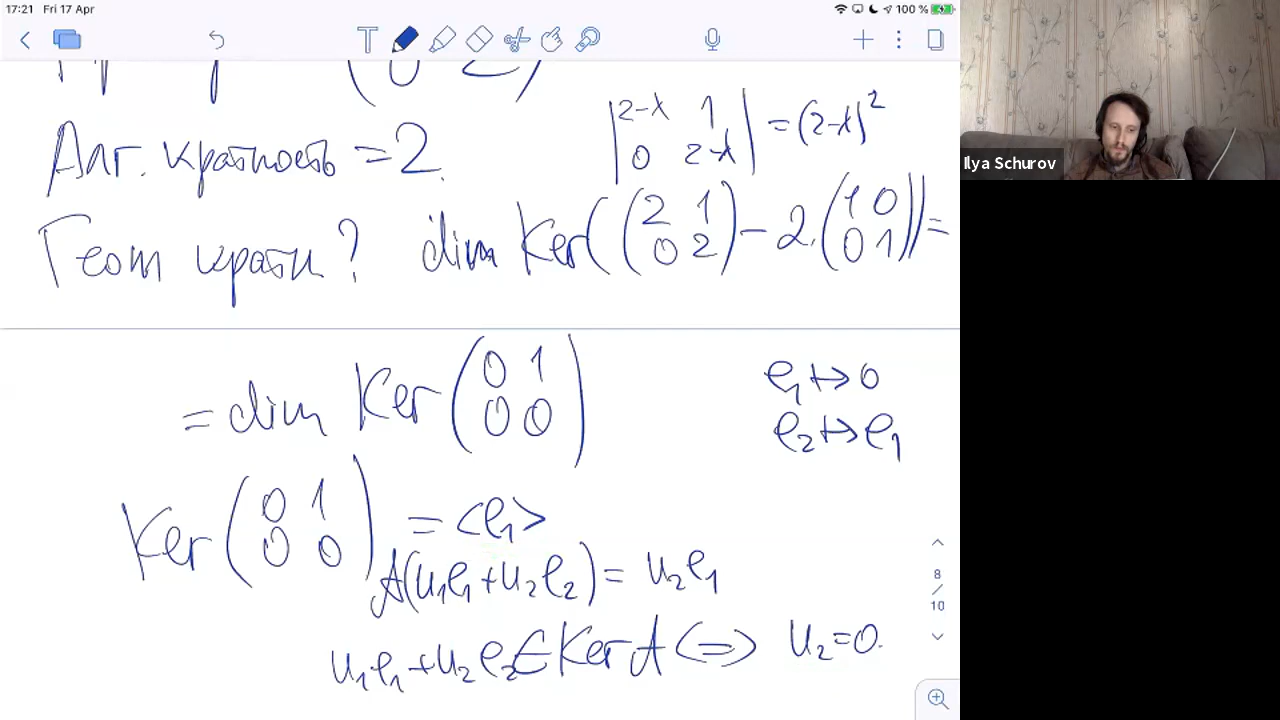 17:21 Fri 17 Apr
100 %
Ilya Schurov
(0 2)
|2-λ 1|
|0 2-λ| = (2-λ)²
Алг. кратность = 2.
Геом кратн? dim Ker((2 1
0 2) - 2·(1 0
0 1)) =
= dim Ker (0 1
0 0)
e₁ ↦ 0
e₂ ↦ e₁
Ker (0 1
0 0) = <e₁>
A(u₁e₁+u₂e₂) = u₂e₁
u₁e₁+u₂e₂ ∈ Ker A <=> u₂=0.
8
/
10